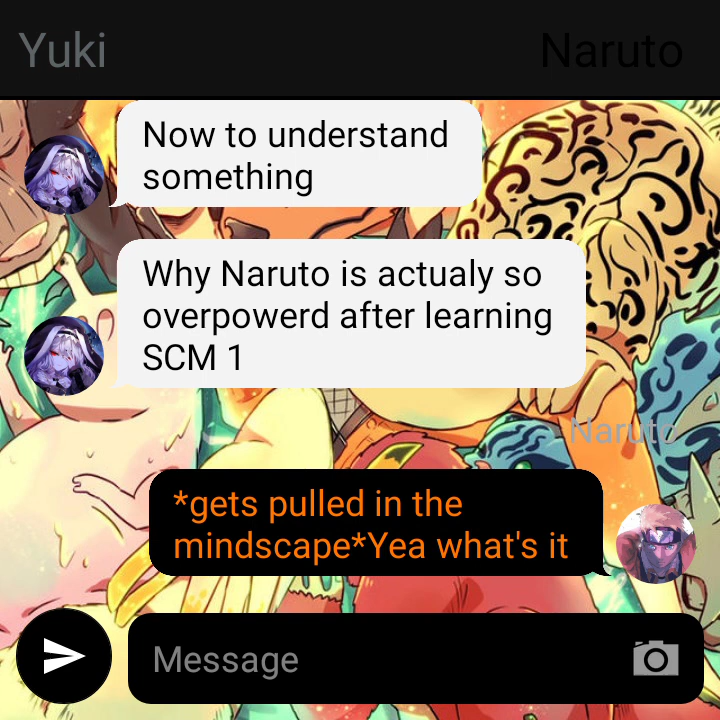 Yuki
Naruto
Now to understand
something
Why Naruto is actualy so
overpowerd after learning
SCM 1
Naruto
*gets pulled in the
mindscape*Yea what's it
Message